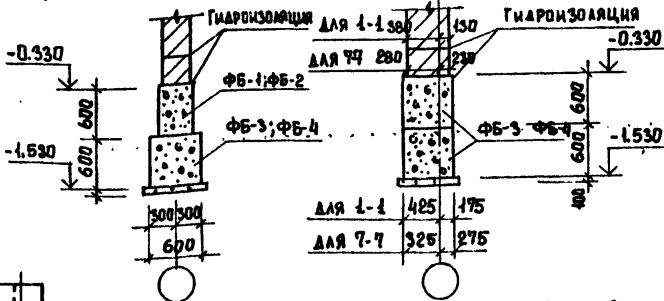 Гидроизоляция
-0.330
ФБ-1;ФБ-2
600
ФБ-3;ФБ-4
600
-1.530
300 300
600
ДЛЯ 1-1 380 130
Гидроизоляция
ДЛЯ 77 280 230
-0.330
600
ФБ-3 ФБ-4
600
-1.530
100
ДЛЯ 1-1 425 175
ДЛЯ 7-7 325 275